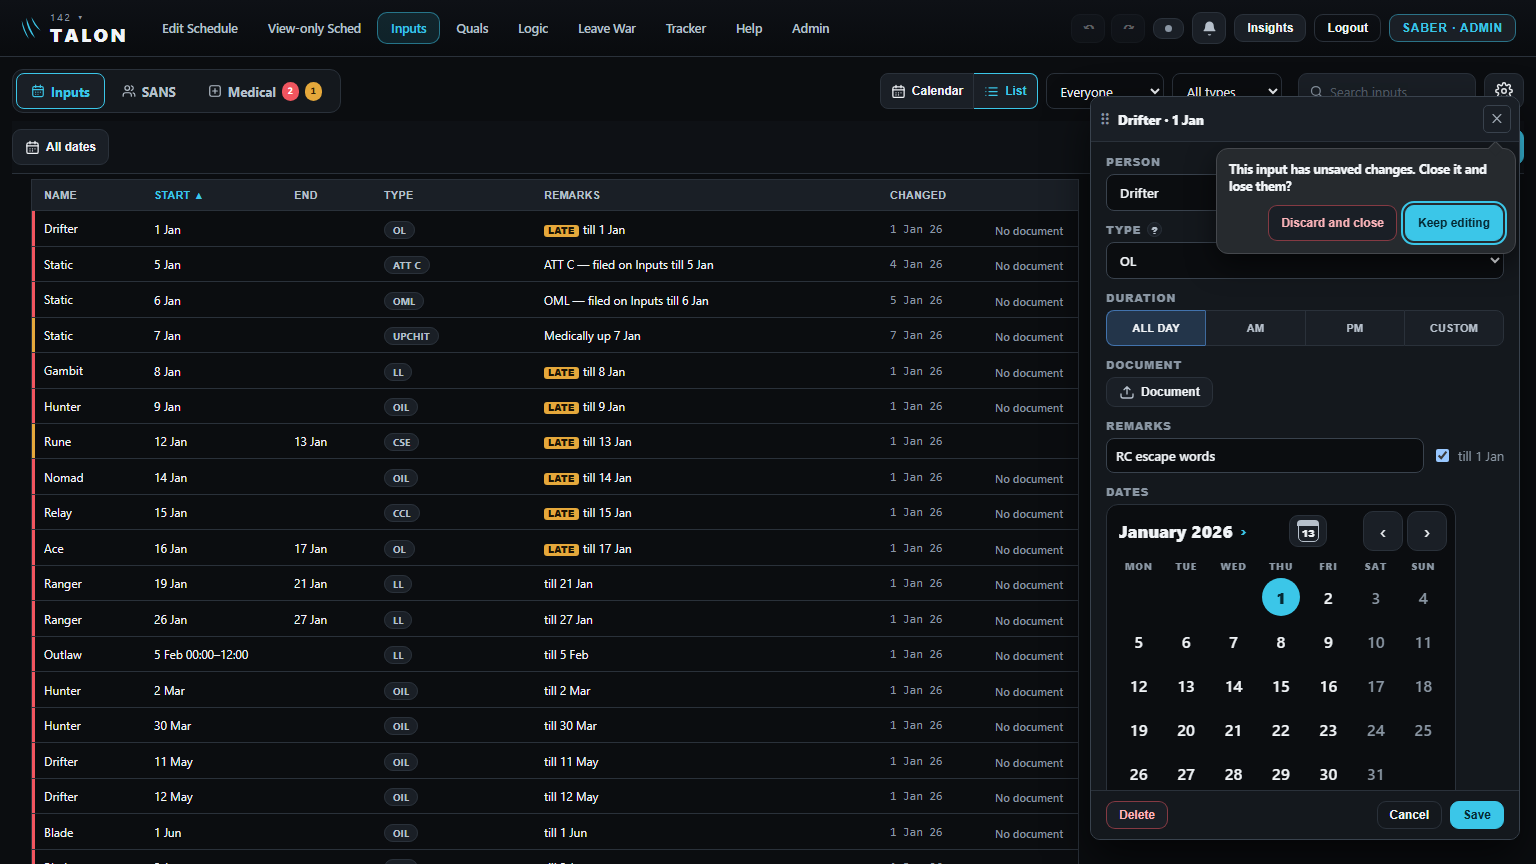 142 ▾
TALON
Edit Schedule
View-only Sched
Inputs
Quals
Logic
Leave War
Tracker
Help
Admin
Insights
Logout
SABER · ADMIN
Inputs
SANS
Medical 2 1
Calendar
List
Everyone
All types
Search inputs
All dates
NAME START ▲ END TYPE REMARKS CHANGED
Drifter 1 Jan OL LATE till 1 Jan 1 Jan 26 No document
Static 5 Jan ATT C ATT C — filed on Inputs till 5 Jan 4 Jan 26 No document
Static 6 Jan OML OML — filed on Inputs till 6 Jan 5 Jan 26 No document
Static 7 Jan UPCHIT Medically up 7 Jan 7 Jan 26 No document
Gambit 8 Jan LL LATE till 8 Jan 1 Jan 26 No document
Hunter 9 Jan OIL LATE till 9 Jan 1 Jan 26 No document
Rune 12 Jan 13 Jan CSE LATE till 13 Jan 1 Jan 26
Nomad 14 Jan OIL LATE till 14 Jan 1 Jan 26 No document
Relay 15 Jan CCL LATE till 15 Jan 1 Jan 26 No document
Ace 16 Jan 17 Jan OL LATE till 17 Jan 1 Jan 26 No document
Ranger 19 Jan 21 Jan LL till 21 Jan 1 Jan 26 No document
Ranger 26 Jan 27 Jan LL till 27 Jan 1 Jan 26 No document
Outlaw 5 Feb 00:00–12:00 LL till 5 Feb 1 Jan 26 No document
Hunter 2 Mar OIL till 2 Mar 1 Jan 26 No document
Hunter 30 Mar OIL till 30 Mar 1 Jan 26 No document
Drifter 11 May OIL till 11 May 1 Jan 26 No document
Drifter 12 May OIL till 12 May 1 Jan 26 No document
Blade 1 Jun OIL till 1 Jun 1 Jan 26 No document
Drifter · 1 Jan
PERSON
Drifter
This input has unsaved changes. Close it and
lose them?
Discard and close
Keep editing
TYPE ?
OL
DURATION
ALL DAY AM PM CUSTOM
DOCUMENT
Document
REMARKS
RC escape words
till 1 Jan
DATES
January 2026 ›
13
‹ ›
MON TUE WED THU FRI SAT SUN
1 2 3 4
5 6 7 8 9 10 11
12 13 14 15 16 17 18
19 20 21 22 23 24 25
26 27 28 29 30 31
Delete
Cancel
Save